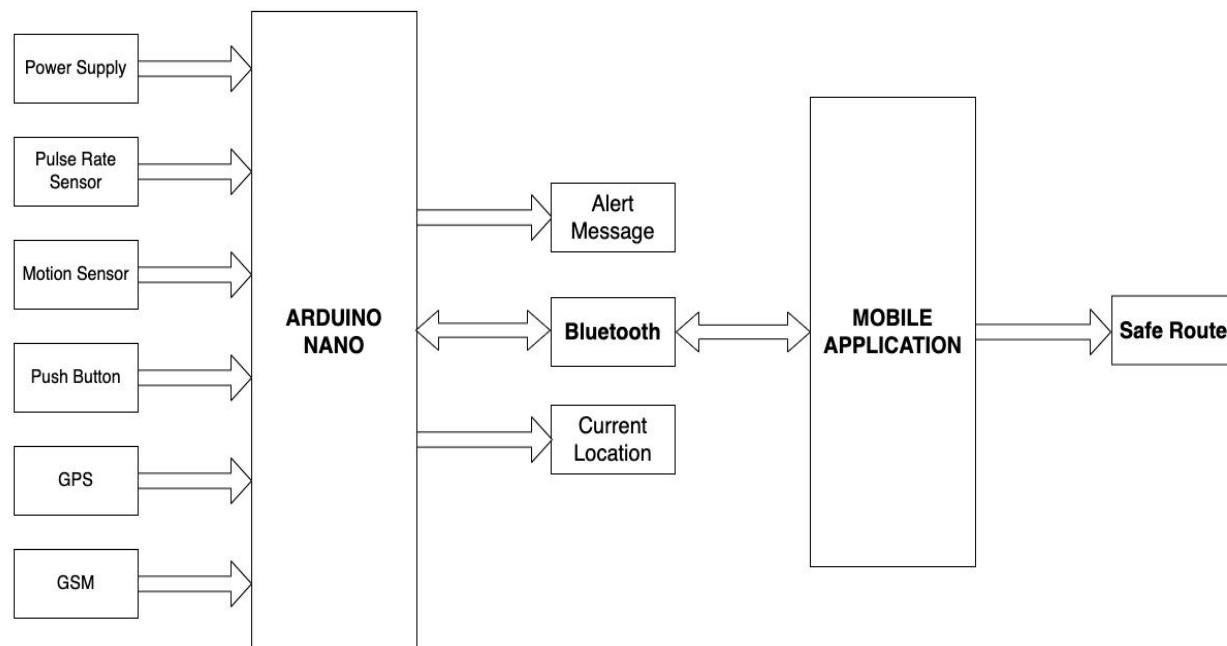 Power Supply
Pulse Rate
Sensor
Motion Sensor
Push Button
GPS
GSM
ARDUINO
NANO
Alert
Message
Bluetooth
Current
Location
MOBILE
APPLICATION
Safe Route